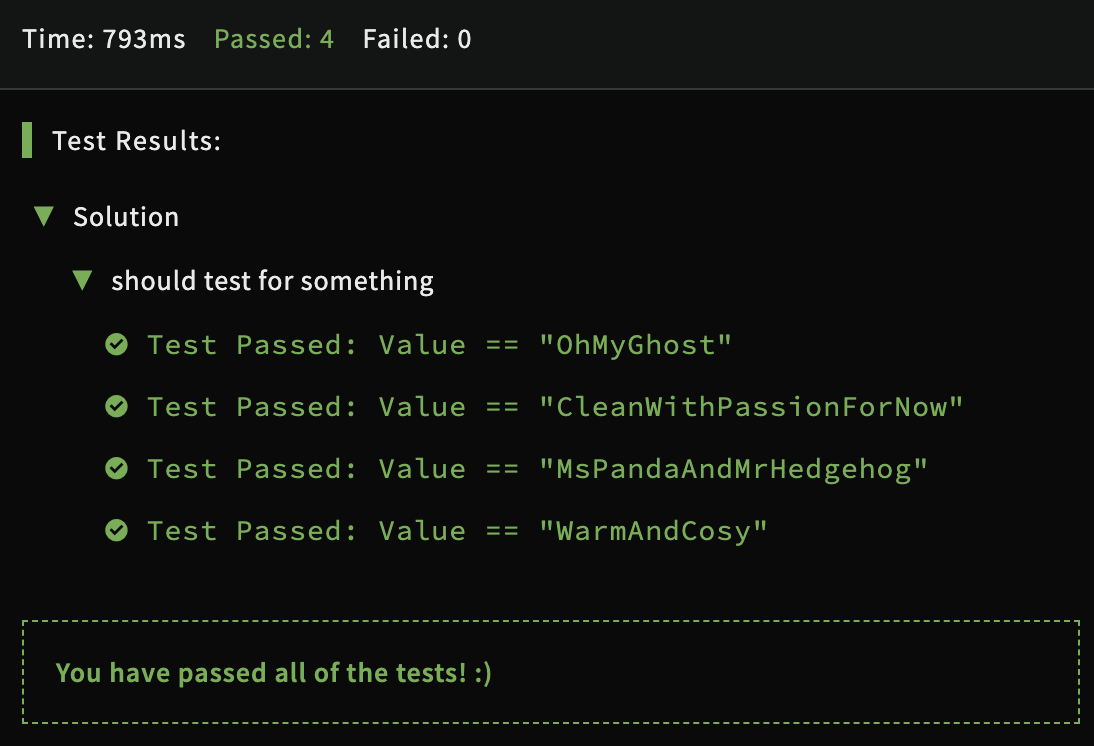 Time: 793ms Passed: 4 Failed: 0
Test Results:
Solution
should test for something
Test Passed: Value == "OhMyGhost"
Test Passed: Value == "CleanWithPassionForNow"
Test Passed: Value == "MsPandaAndMrHedgehog"
Test Passed: Value == "WarmAndCosy"
You have passed all of the tests! :)